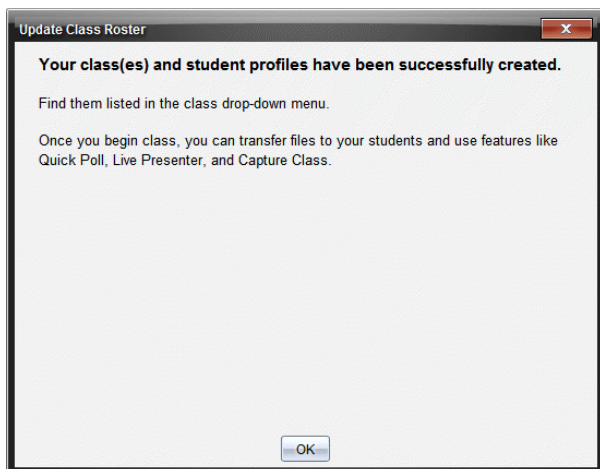 Update Class Roster
X
Your class(es) and student profiles have been successfully created.
Find them listed in the class drop-down menu.
Once you begin class, you can transfer files to your students and use features like
Quick Poll, Live Presenter, and Capture Class.
OK